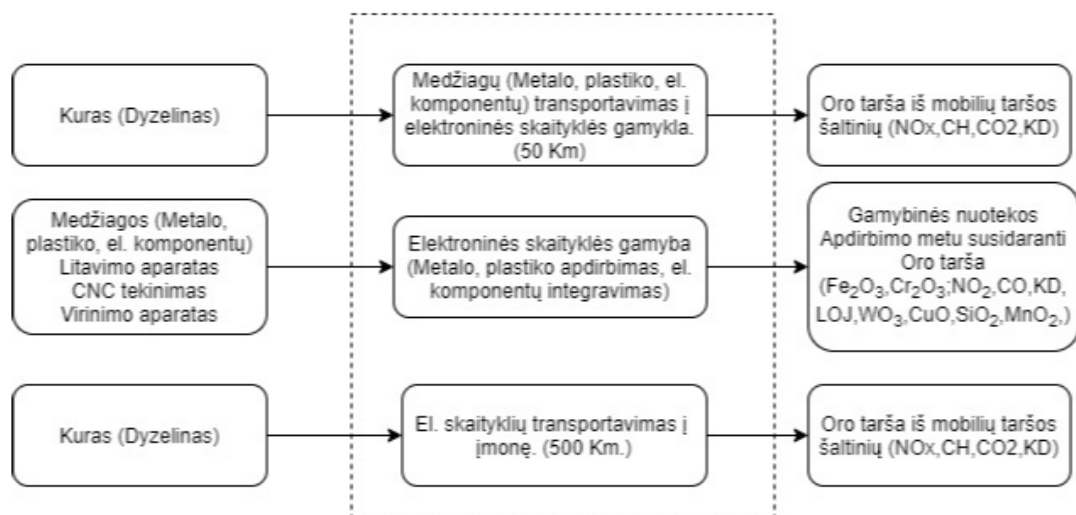 Kuras (Dyzelinas)
Medžiagų (Metalo, plastiko, el.
komponentų) transportavimas į
elektroninės skaityklės gamykla.
(50 Km)
Oro tarša iš mobilių taršos
šaltinių (NOx,CH,CO2,KD)
Medžiagos (Metalo,
plastiko, el. komponentų)
Litavimo aparatas
CNC tekinimas
Virinimo aparatas
Elektroninės skaityklės gamyba
(Metalo, plastiko apdirbimas, el.
komponentų integravimas)
Gamybinės nuotekos
Apdirbimo metu susidaranti
Oro tarša
(Fe₂O₃,Cr₂O₃;NO₂,CO,KD,
LOJ,WO₃,CuO,SiO₂,MnO₂,)
Kuras (Dyzelinas)
El. skaityklių transportavimas į
įmonę. (500 Km.)
Oro tarša iš mobilių taršos
šaltinių (NOx,CH,CO2,KD)